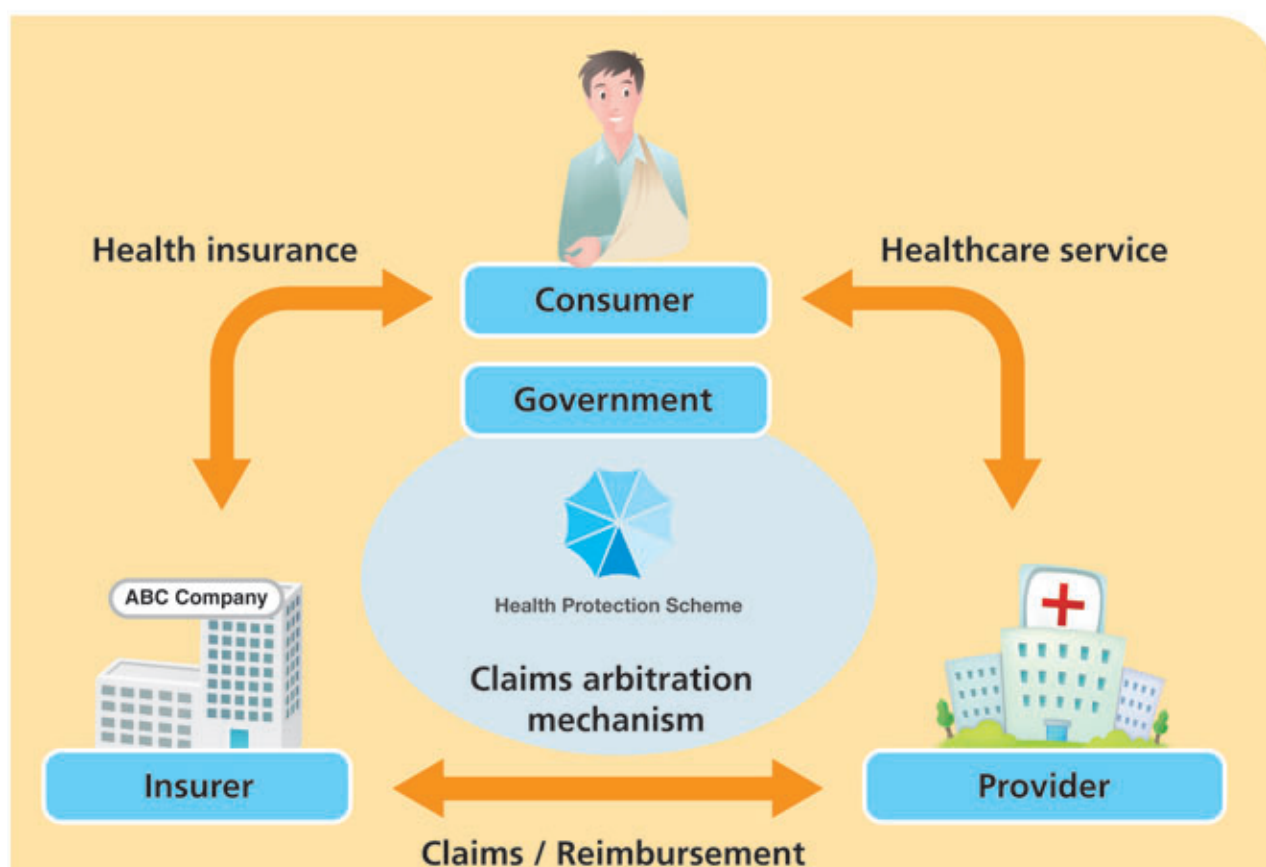 Health insurance
Healthcare service
Consumer
Government
ABC Company
Health Protection Scheme
Claims arbitration
mechanism
Insurer
Provider
Claims / Reimbursement